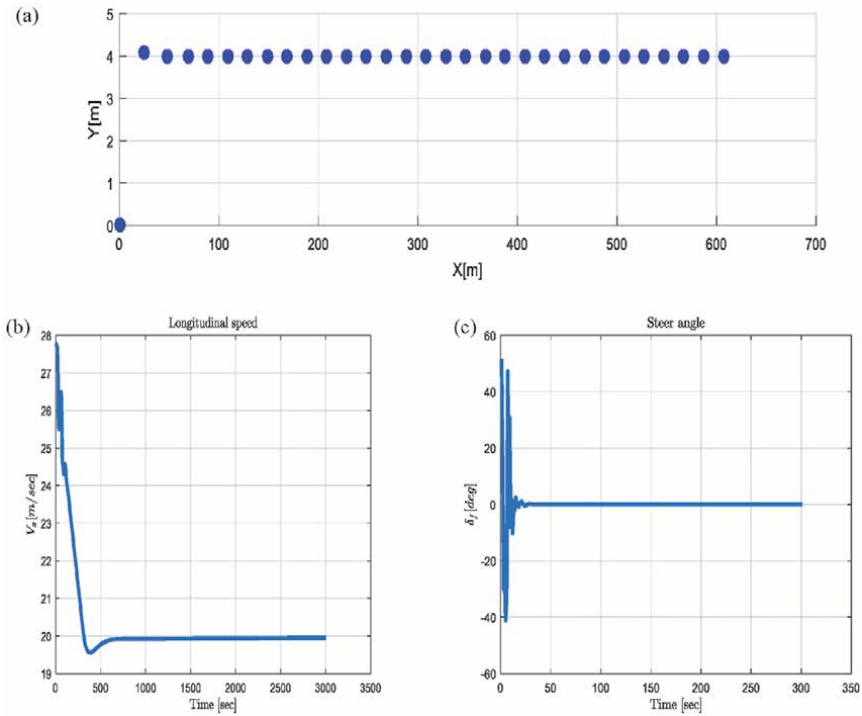 (a)
5
4
3
2
1
0
Y[m]
0 100 200 300 400 500 600 700
X[m]
(b)
Longitudinal speed
28
27
26
25
24
23
22
21
20
19
Vx[m/sec]
0 500 1000 1500 2000 2500 3000 3500
Time [sec]
(c)
Steer angle
60
40
20
0
-20
-40
-60
δf[deg]
0 50 100 150 200 250 300 350
Time [sec]